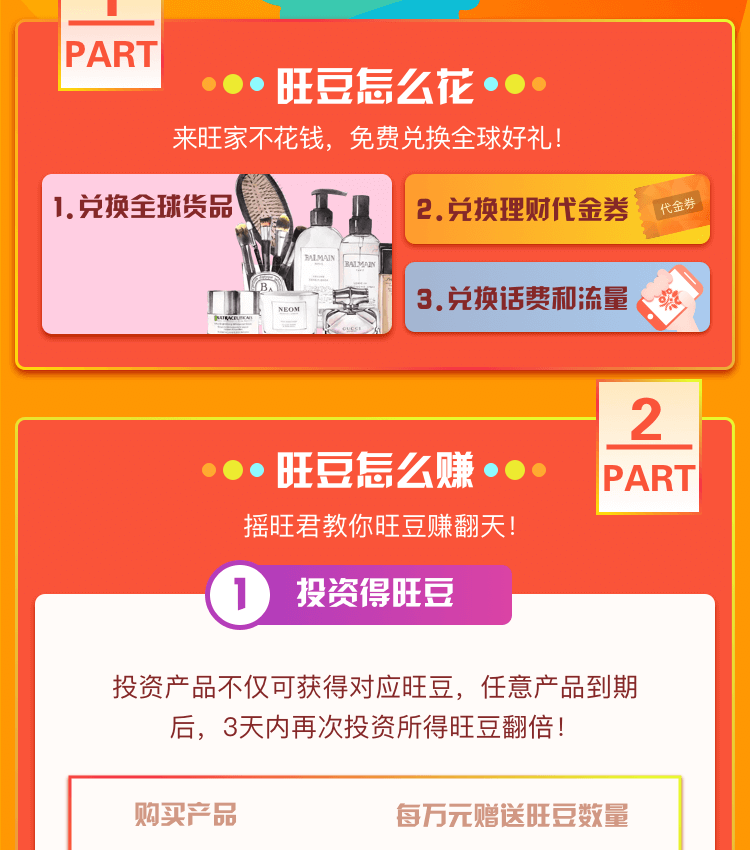 1
PART
旺豆怎么花
来旺家不花钱，免费兑换全球好礼！
1.兑换全球货品
BALMAIN
BALMAIN
NEOM
GUCCI
2.兑换理财代金券
代金券
3.兑换话费和流量
2
PART
旺豆怎么赚
摇旺君教你旺豆赚翻天！
1 投资得旺豆
投资产品不仅可获得对应旺豆，任意产品到期
后，3天内再次投资所得旺豆翻倍！
购买产品 每万元赠送旺豆数量